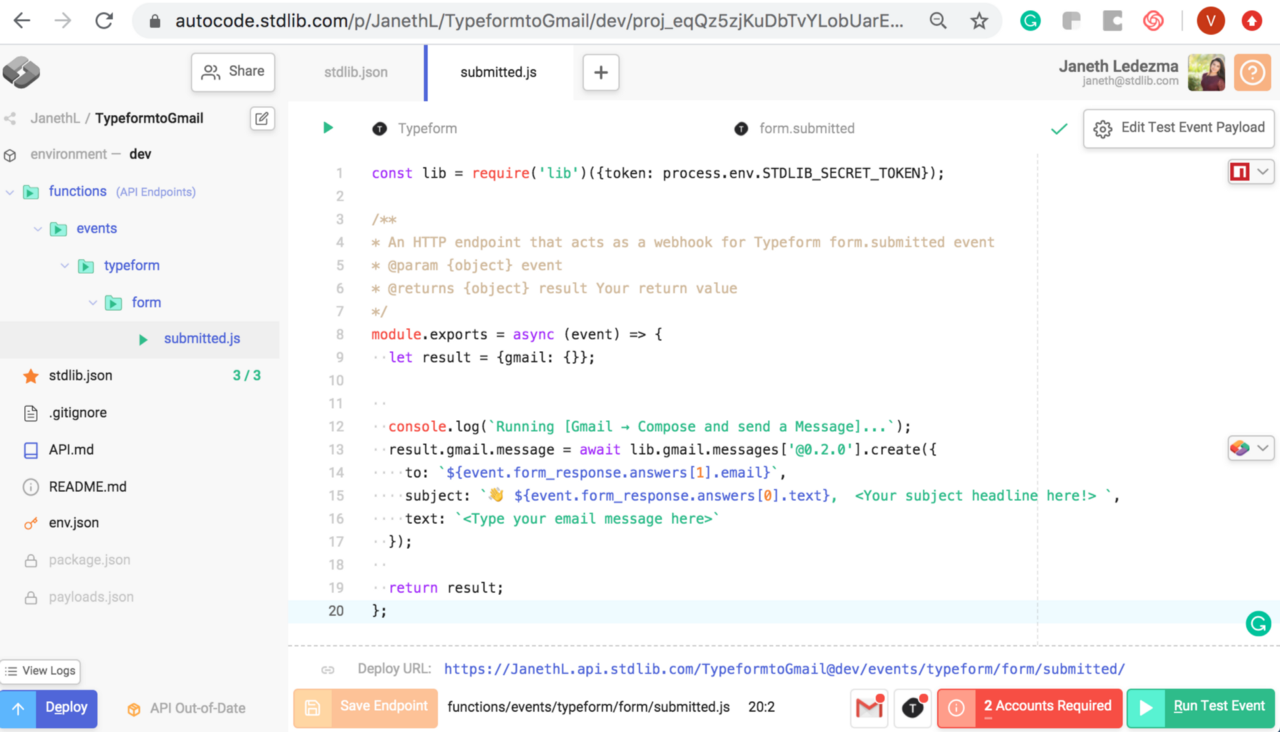 autocode.stdlib.com/p/JanethL/TypeformtoGmail/dev/proj_eqQz5zjKuDbTvYLobUarE...
V
Share
stdlib.json
submitted.js
+
Janeth Ledezma
janeth@stdlib.com
JanethL / TypeformtoGmail
environment — dev
functions (API Endpoints)
events
typeform
form
submitted.js
stdlib.json 3 / 3
.gitignore
API.md
README.md
env.json
package.json
payloads.json
View Logs
Deploy
API Out-of-Date
T Typeform
T form.submitted
Edit Test Event Payload
1 const lib = require('lib')({token: process.env.STDLIB_SECRET_TOKEN});
2
3 /**
4 * An HTTP endpoint that acts as a webhook for Typeform form.submitted event
5 * @param {object} event
6 * @returns {object} result Your return value
7 */
8 module.exports = async (event) => {
9 ··let result = {gmail: {}};
10
11 ··
12 ··console.log(`Running [Gmail → Compose and send a Message]...`);
13 ··result.gmail.message = await lib.gmail.messages['@0.2.0'].create({
14 ····to: `${event.form_response.answers[1].email}`,
15 ····subject: `👋 ${event.form_response.answers[0].text},  <Your subject headline here!> `,
16 ····text: `<Type your email message here>`
17 ··});
18 ··
19 ··return result;
20 };
Deploy URL: https://JanethL.api.stdlib.com/TypeformtoGmail@dev/events/typeform/form/submitted/
Save Endpoint
functions/events/typeform/form/submitted.js 20:2
T
2 Accounts Required
Run Test Event